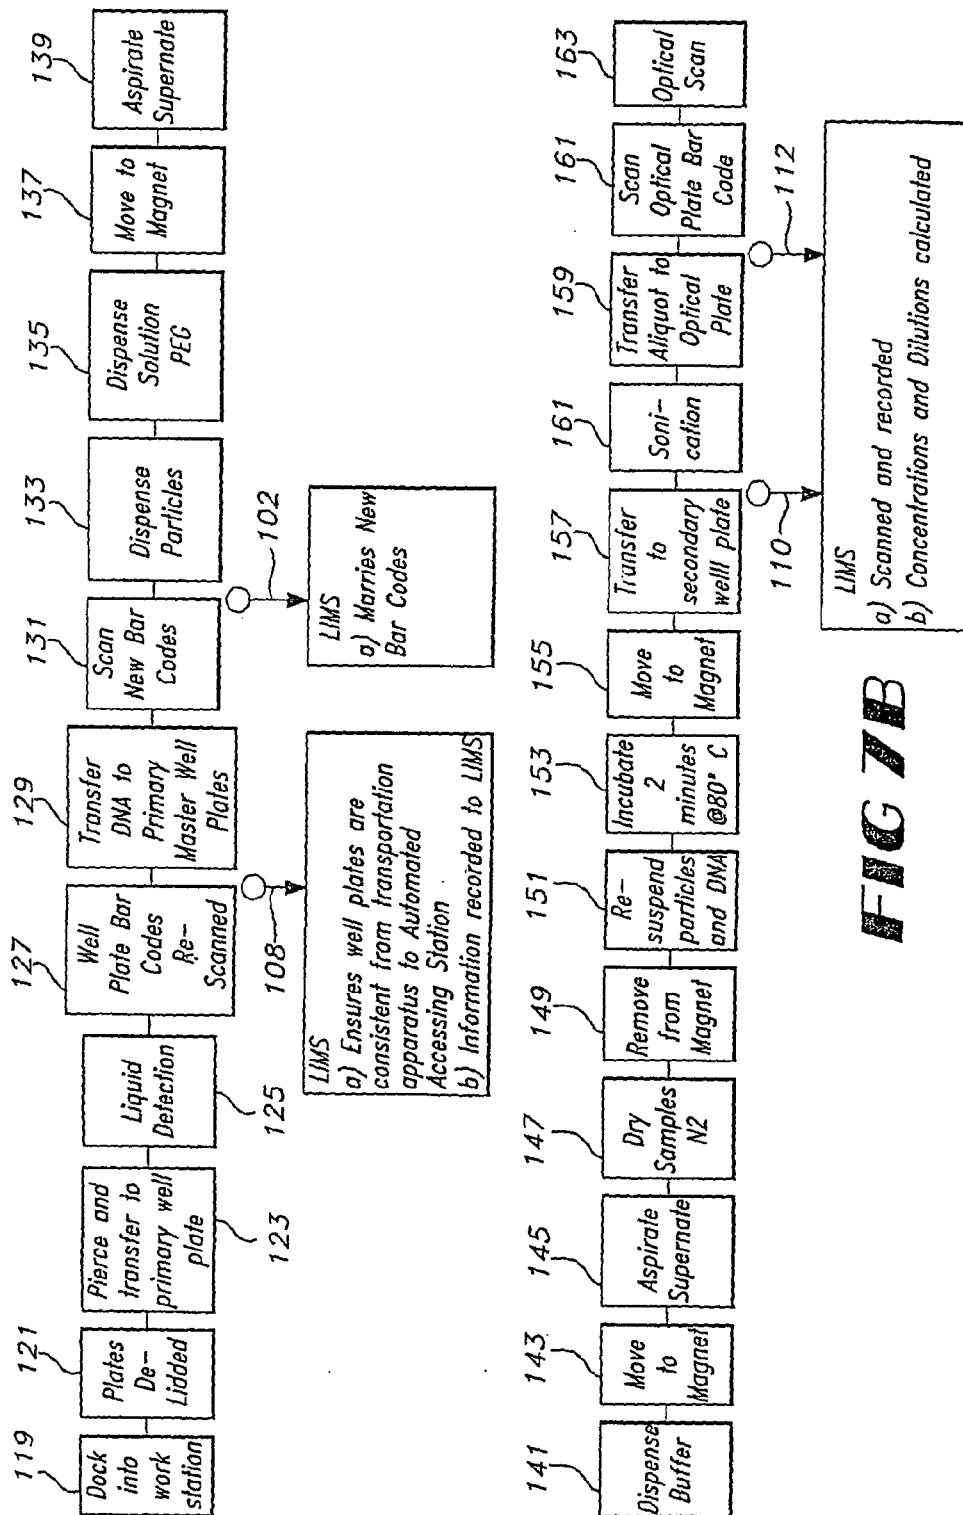 119
Dock
into
work
station
121
Plates
De-
Lidded
Pierce and
transfer to
primary well
plate
123
Liquid
Detection
125
127
Well
Plate Bar
Codes
Re-
Scanned
129
Transfer
DNA to
Primary
Master Well
Plates
131
Scan
New Bar
Codes
133
Dispense
Particles
135
Dispense
Solution
PEG
137
Move to
Magnet
139
Aspirate
Supernate
108
LIMS
a) Ensures well plates are
consistent from transportation
apparatus to Automated
Accessing Station
b) Information recorded to LIMS
102
LIMS
a) Marries New
Bar Codes
141
Dispense
Buffer
143
Move
to
Magnet
145
Aspirate
Supernate
147
Dry
Samples
N2
149
Remove
from
Magnet
151
Re-
suspend
particles
and DNA
153
Incubate
2
minutes
@80° C
155
Move
to
Magnet
157
Transfer
to
secondary
welll plate
161
Soni-
cation
159
Transfer
Aliquot to
Optical
Plate
161
Scan
Optical
Plate Bar
Code
163
Optical
Scan
110
112
LIMS
a) Scanned and recorded
b) Concentrations and Dilutions calculated
FIG 7B